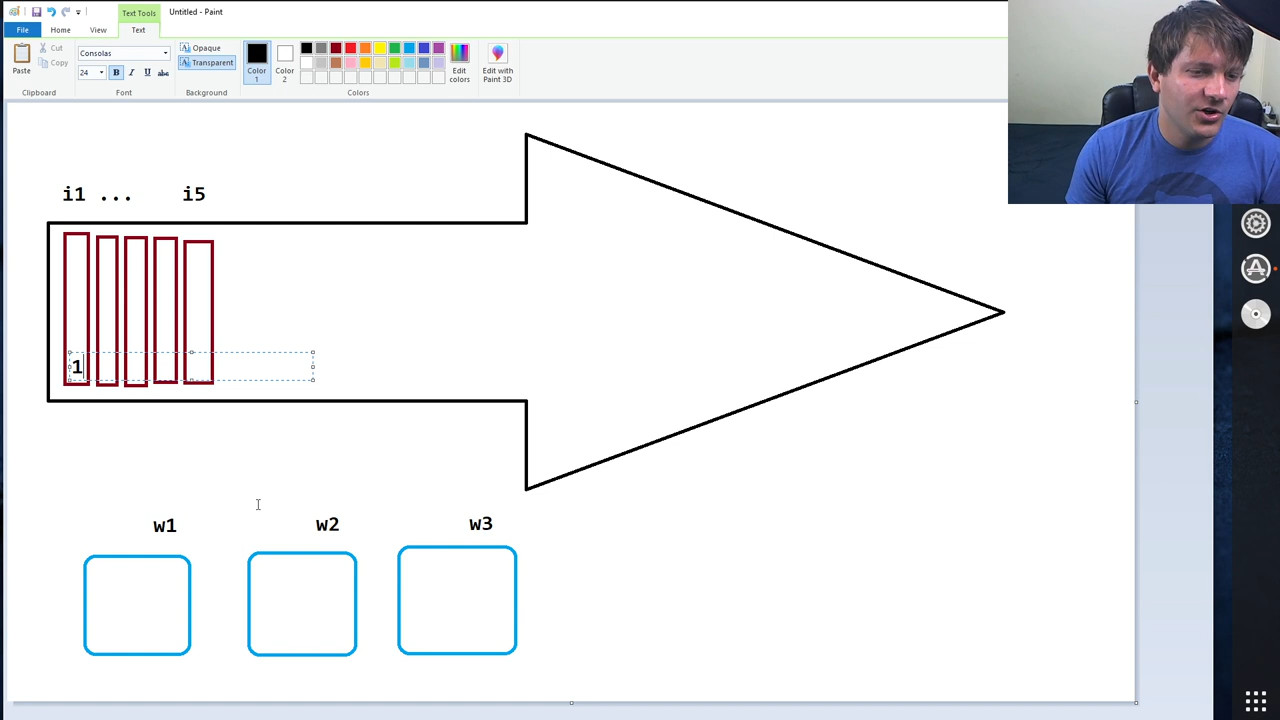 Text Tools
Untitled - Paint
File
Home
View
Text
Paste
Cut
Copy
Clipboard
Consolas
24
B
I
U
abc
Font
A Opaque
A Transparent
Background
Color
1
Color
2
Colors
Edit
colors
Edit with
Paint 3D
i1 ... i5
1
w1 w2 w3